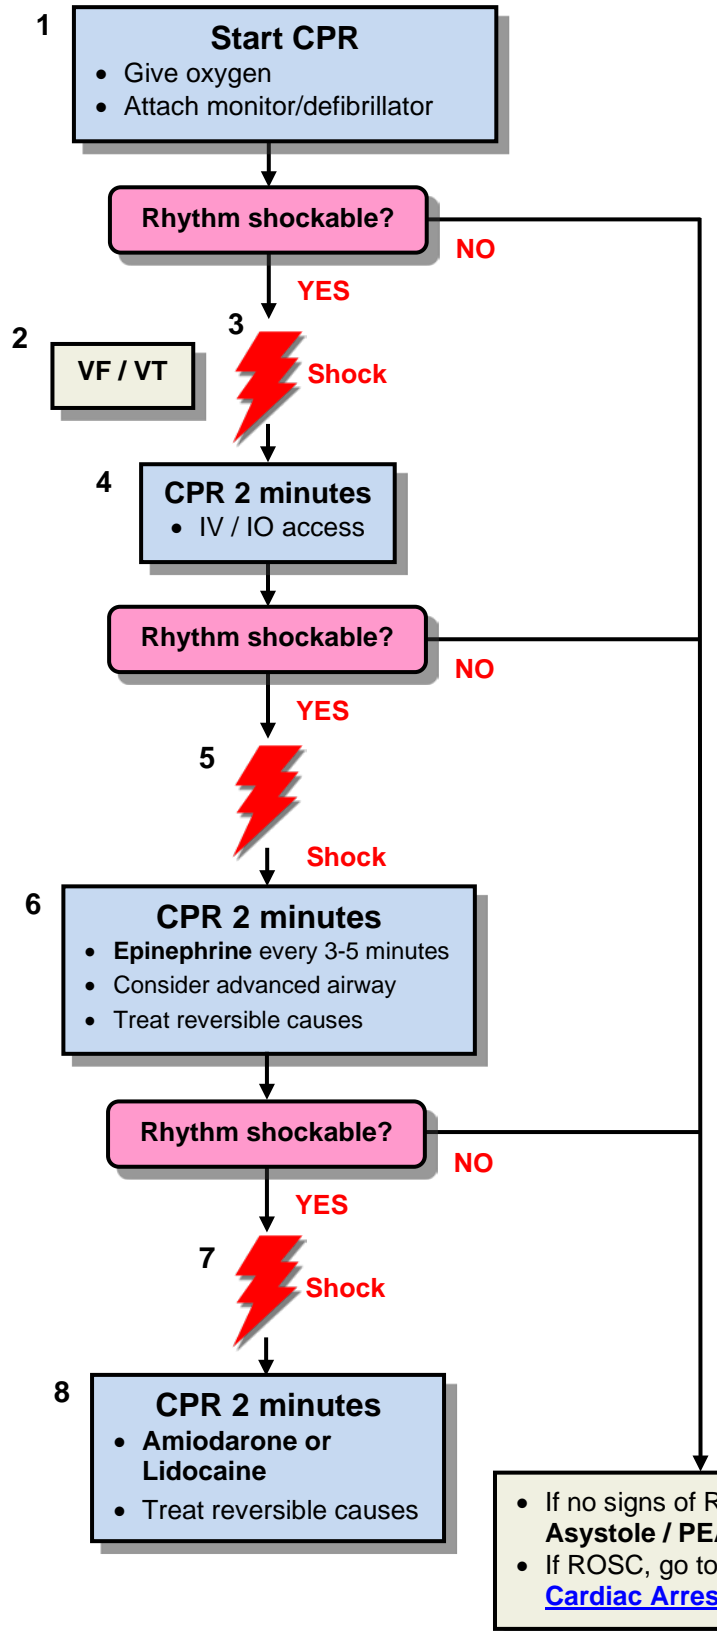 1
Start CPR
• Give oxygen
• Attach monitor/defibrillator
Rhythm shockable?
NO
YES
2
VF / VT
3
Shock
4
CPR 2 minutes
• IV / IO access
Rhythm shockable?
NO
YES
5
Shock
6
CPR 2 minutes
• Epinephrine every 3-5 minutes
• Consider advanced airway
• Treat reversible causes
Rhythm shockable?
NO
YES
7
Shock
8
CPR 2 minutes
• Amiodarone or
Lidocaine
• Treat reversible causes
• If no signs of
Asystole /
• If ROSC, go to
Cardiac